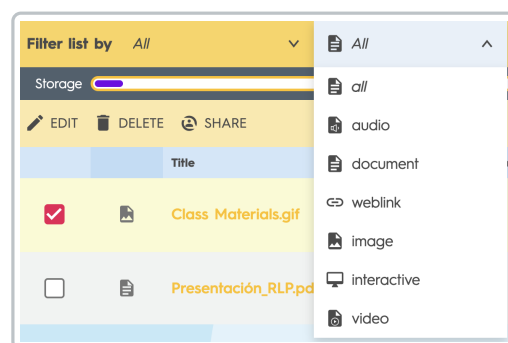 Filter list by All
All
Storage
all
EDIT DELETE SHARE
audio
Title
document
weblink
Class Materials.gif
image
interactive
Presentación_RLP.pd
video